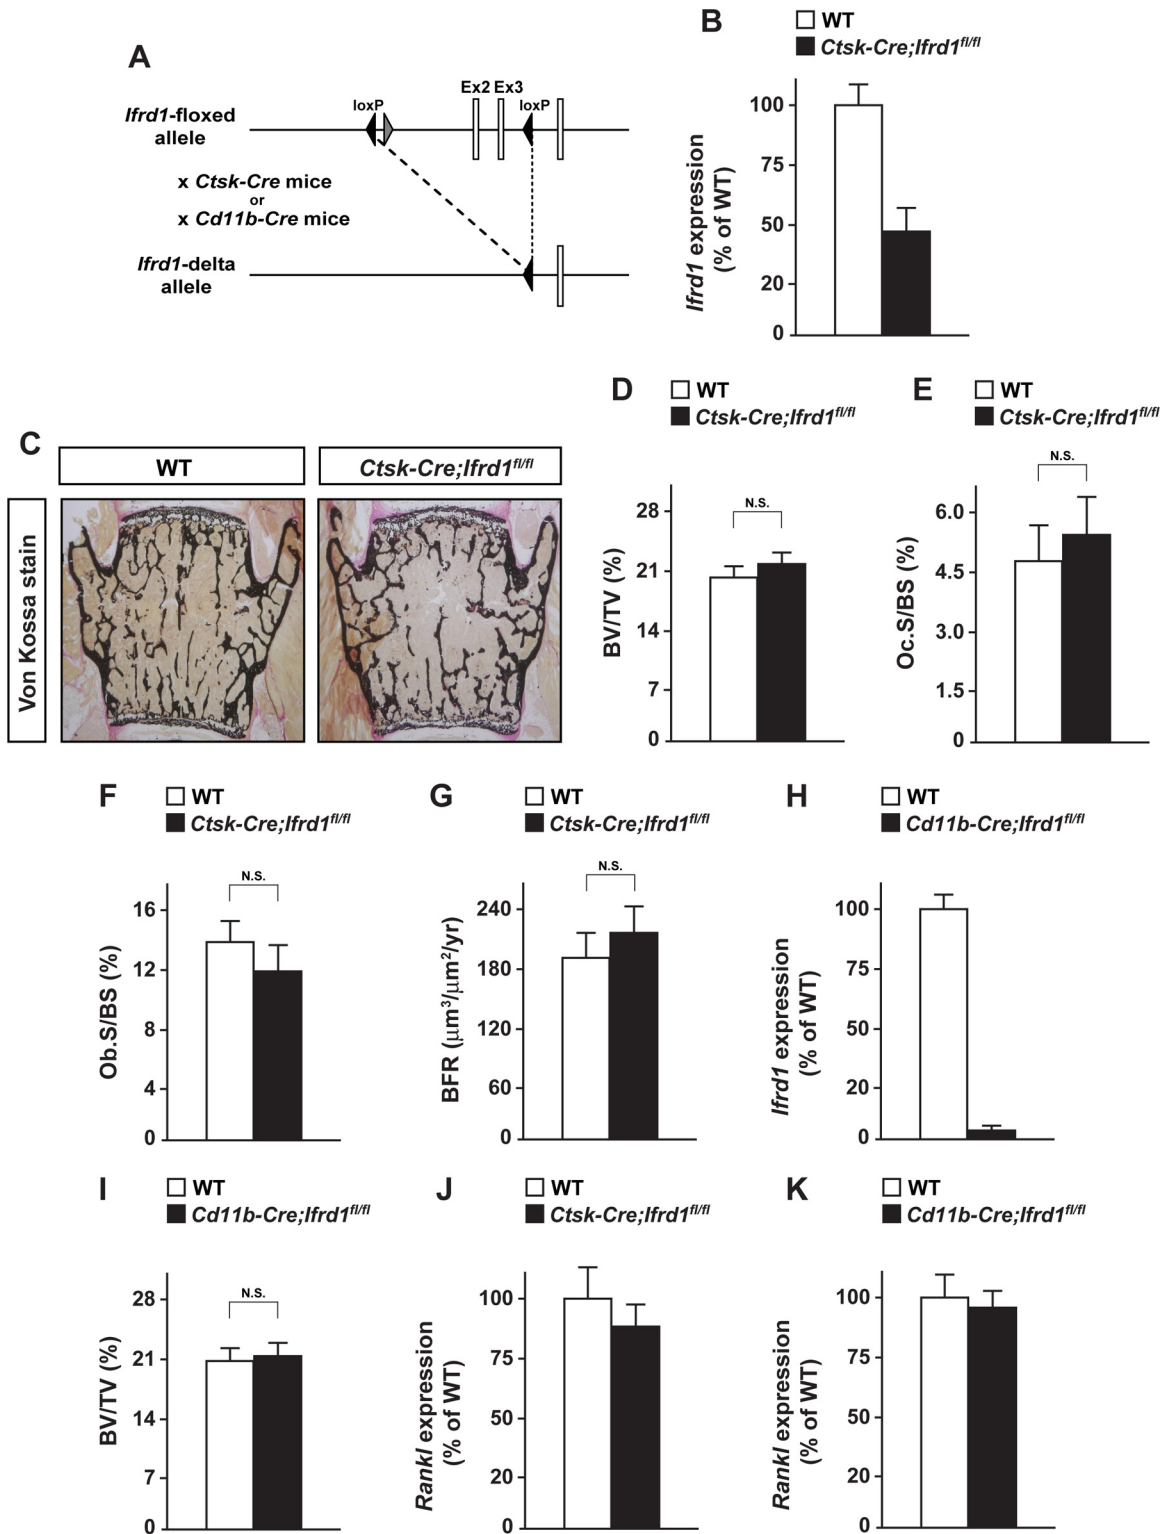 A
Ifrd1-floxed
allele
loxP
Ex2 Ex3
loxP
x Ctsk-Cre mice
or
x Cd11b-Cre mice
Ifrd1-delta
allele
B
WT
Ctsk-Cre;Ifrd1fl/fl
Ifrd1 expression
(% of WT)
100
75
50
20
0
C
WT
Ctsk-Cre;Ifrd1fl/fl
Von Kossa stain
D
WT
Ctsk-Cre;Ifrd1fl/fl
N.S.
BV/TV (%)
28
21
14
7
0
E
WT
Ctsk-Cre;Ifrd1fl/fl
N.S.
Oc.S/BS (%)
6.0
4.5
3.0
1.5
0
F
WT
Ctsk-Cre;Ifrd1fl/fl
N.S.
Ob.S/BS (%)
16
12
8
4
0
G
WT
Ctsk-Cre;Ifrd1fl/fl
N.S.
BFR (μm3/μm2/yr)
240
180
120
60
0
H
WT
Cd11b-Cre;Ifrd1fl/fl
Ifrd1 expression
(% of WT)
100
75
50
20
0
I
WT
Cd11b-Cre;Ifrd1fl/fl
N.S.
BV/TV (%)
28
21
14
7
0
J
WT
Ctsk-Cre;Ifrd1fl/fl
Rankl expression
(% of WT)
100
75
50
20
0
K
WT
Cd11b-Cre;Ifrd1fl/fl
Rankl expression
(% of WT)
100
75
50
20
0